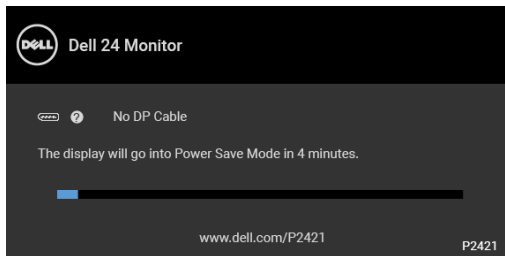 DELL Dell 24 Monitor
No DP Cable
The display will go into Power Save Mode in 4 minutes.
www.dell.com/P2421
P2421